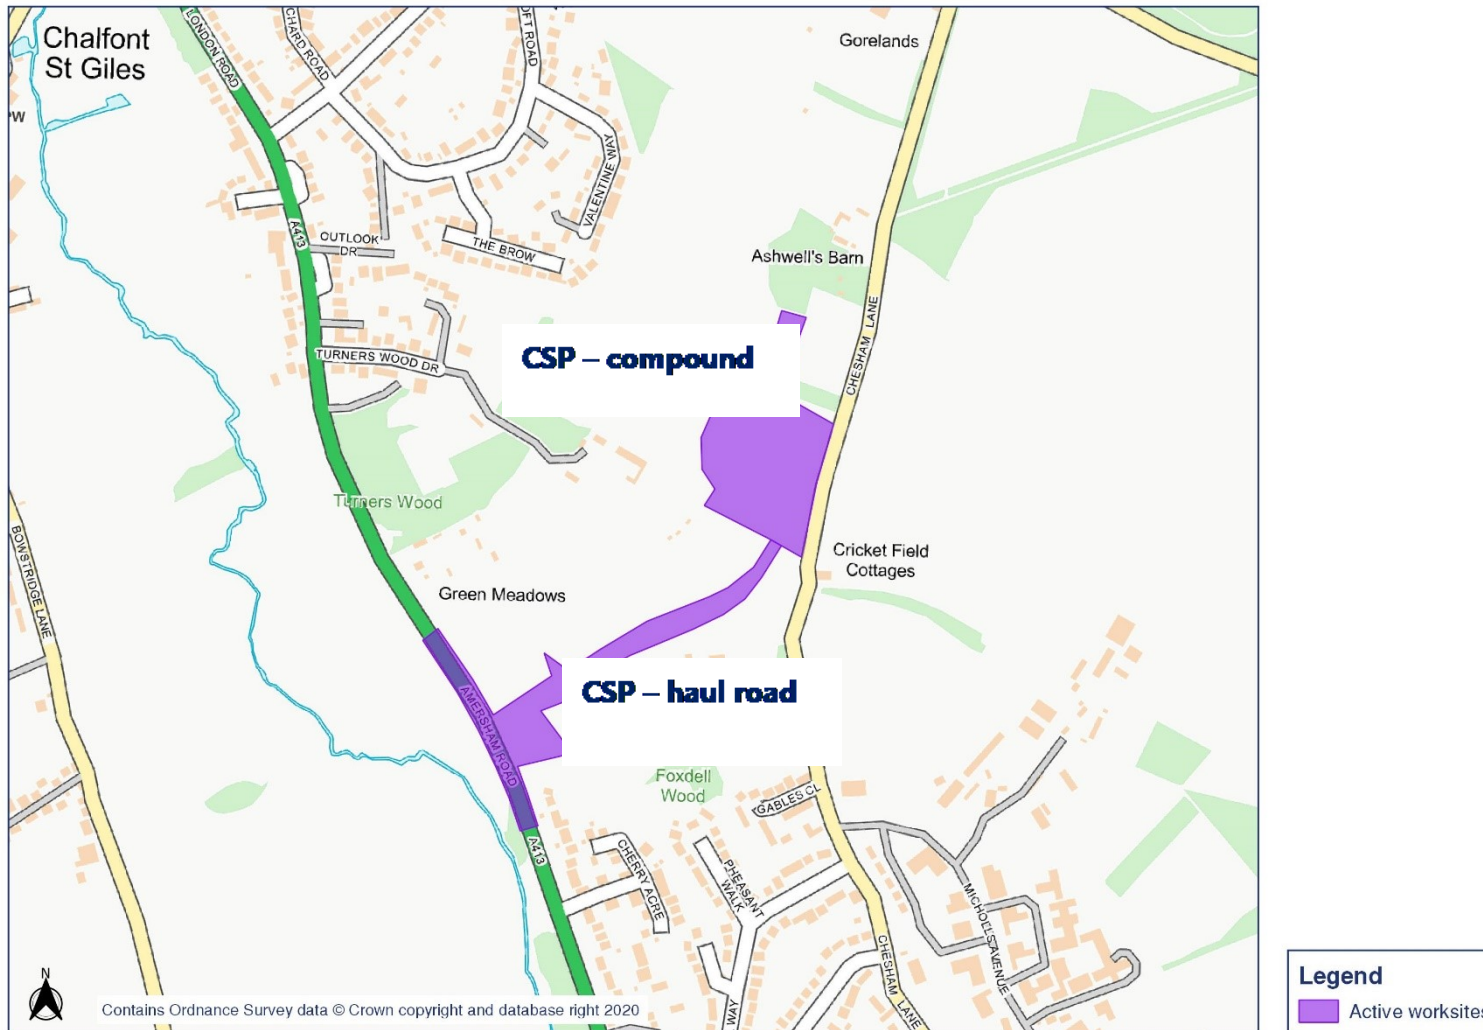 Chalfont
St Giles
LONDON ROAD
CHARD ROAD
OFT ROAD
Gorelands
PW
VALENTINE WAY
A413
OUTLOOK
DR
THE BROW
Ashwell's Barn
CHESHAM LANE
TURNERS WOOD DR
CSP – compound
Turners Wood
BOWSTRIDGE LANE
Cricket Field
Cottages
Green Meadows
CSP – haul road
AMERSHAM ROAD
Foxdell
Wood
GABLES CL
A413
CHERRY ACRE
PHEASANT
WALK
MICHOLLS AVENUE
CHESHAM LANE
WAY
N
Contains Ordnance Survey data © Crown copyright and database right 2020
Legend
Active worksites